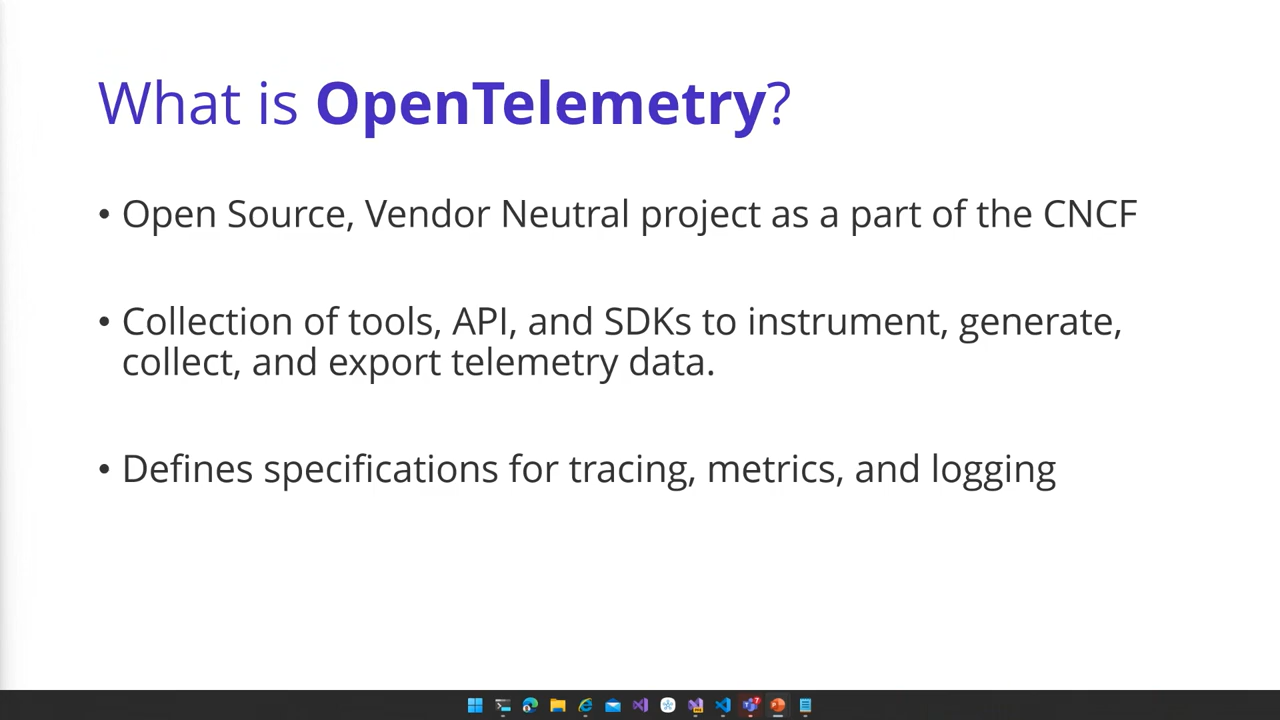 What is OpenTelemetry?
• Open Source, Vendor Neutral project as a part of the CNCF
• Collection of tools, API, and SDKs to instrument, generate,
collect, and export telemetry data.
• Defines specifications for tracing, metrics, and logging